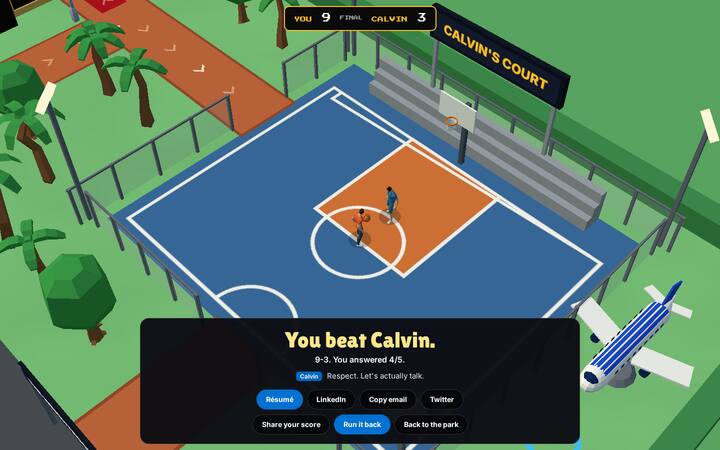 YOU 9 FINAL CALVIN 3
CALVIN'S COURT
You beat Calvin.
9-3. You answered 4/5.
Calvin Respect. Let's actually talk.
Résumé LinkedIn Copy email Twitter
Share your score Run it back Back to the park